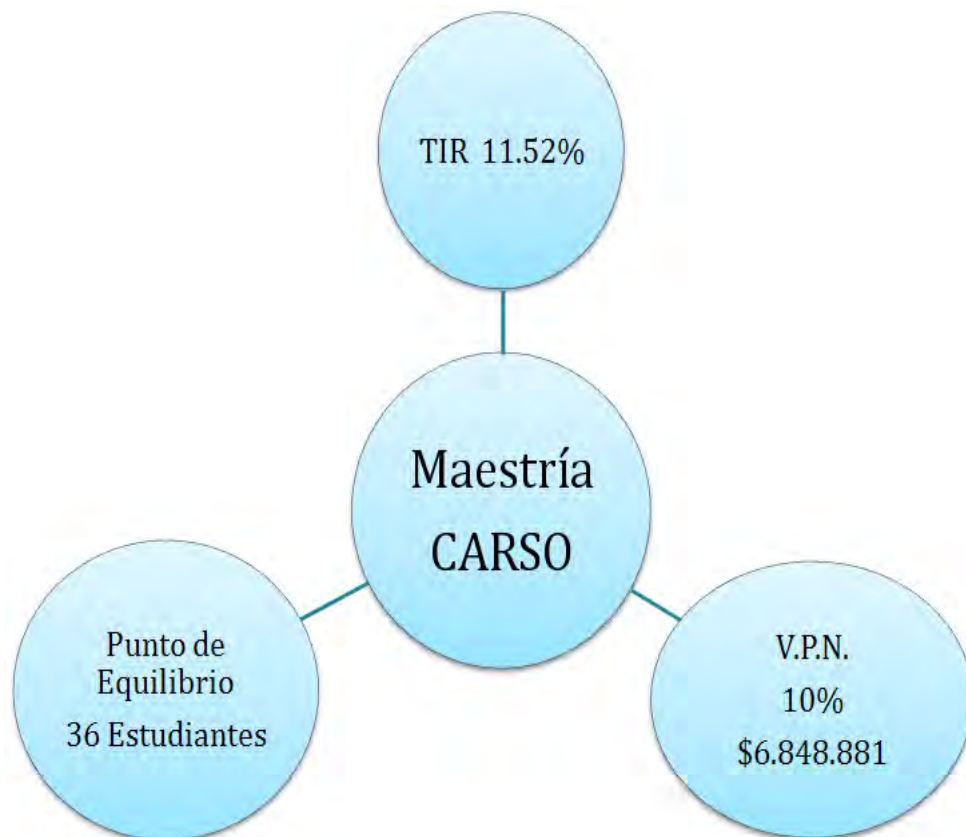 TIR 11.52%
Maestría
CARSO
Punto de
Equilibrio
36 Estudiantes
V.P.N.
10%
$6.848.881